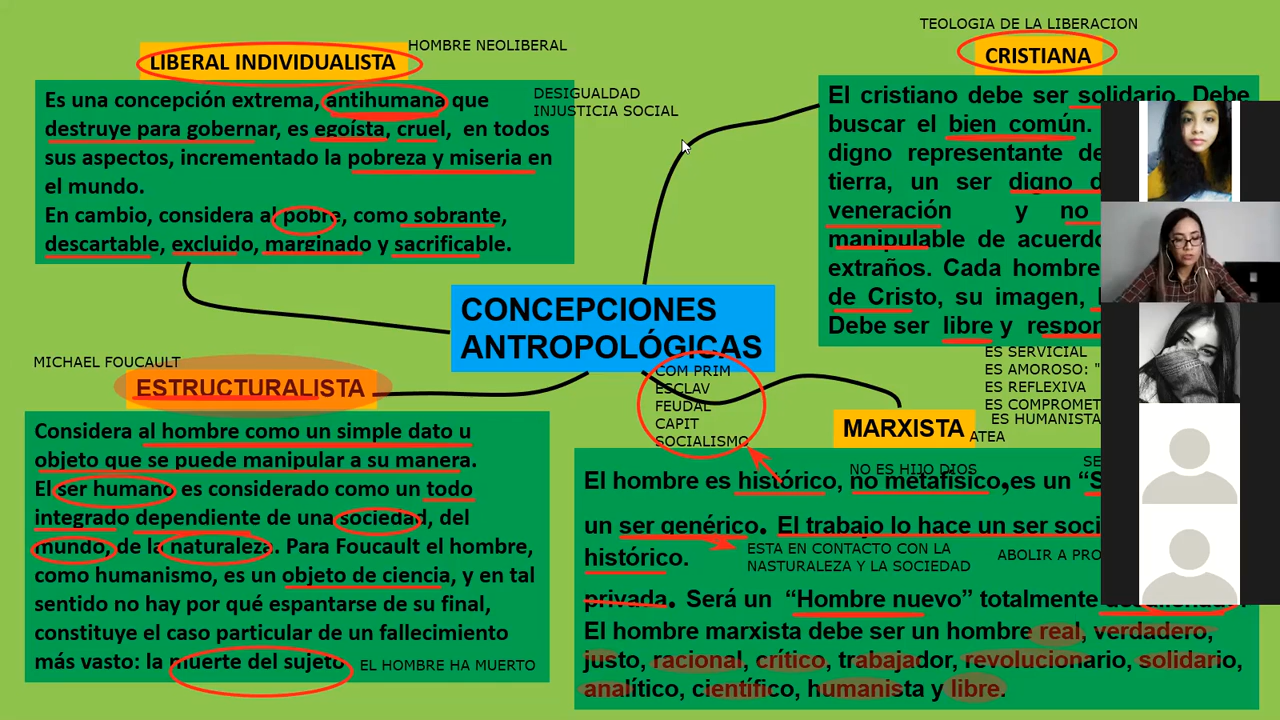 LIBERAL INDIVIDUALISTA
HOMBRE NEOLIBERAL
Es una concepción extrema, antihumana que
destruye para gobernar, es egoísta, cruel, en todos
sus aspectos, incrementado la pobreza y miseria en
el mundo.
En cambio, considera al pobre, como sobrante,
descartable, excluido, marginado y sacrificable.
DESIGUALDAD
INJUSTICIA SOCIAL
TEOLOGIA DE LA LIBERACION
CRISTIANA
El cristiano debe ser solidario. Debe
buscar el bien común.
digno representante de
tierra, un ser digno
veneración y no
manipulable de acuerdo
extraños. Cada hombre
de Cristo, su imagen,
Debe ser libre y
ES SERVICIAL
ES AMOROSO: "
ES REFLEXIVA
ES COMPROMET
ES HUMANISTA
CONCEPCIONES
ANTROPOLÓGICAS
MICHAEL FOUCAULT
ESTRUCTURALISTA
Considera al hombre como un simple dato u
objeto que se puede manipular a su manera.
El ser humano es considerado como un todo
integrado dependiente de una sociedad, del
mundo, de la naturaleza. Para Foucault el hombre,
como humanismo, es un objeto de ciencia, y en tal
sentido no hay por qué espantarse de su final,
constituye el caso particular de un fallecimiento
más vasto: la muerte del sujeto
EL HOMBRE HA MUERTO
COM PRIM
ESCLAV
FEUDAL
CAPIT
SOCIALISMO
MARXISTA
ATEA
NO ES HIJO DIOS
SE
El hombre es histórico, no metafísico, es un “S
un ser genérico. El trabajo lo hace un ser soci
histórico.
ESTA EN CONTACTO CON LA
NASTURALEZA Y LA SOCIEDAD
ABOLIR A PRO
privada. Será un “Hombre nuevo” totalmente
El hombre marxista debe ser un hombre real, verdadero,
justo, racional, crítico, trabajador, revolucionario, solidario,
analítico, científico, humanista y libre.